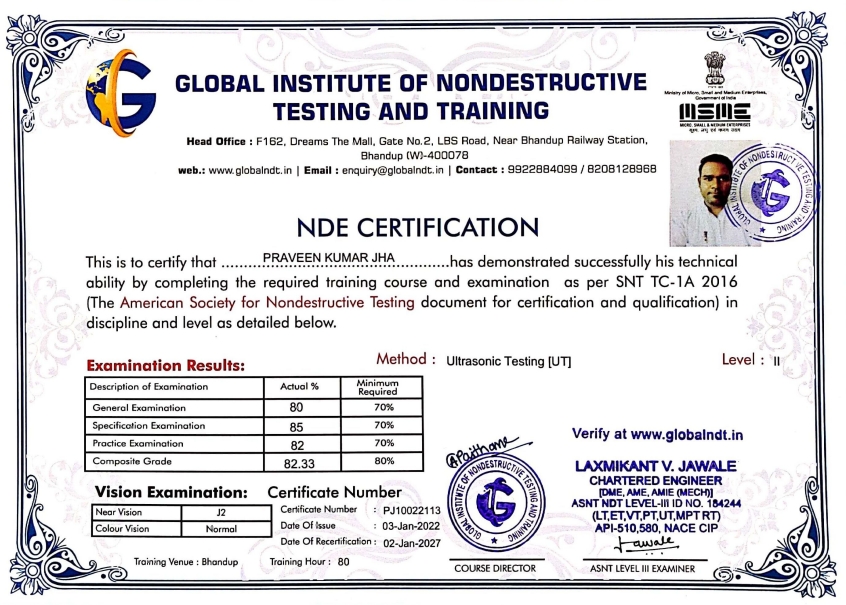 GLOBAL INSTITUTE OF NONDESTRUCTIVE
TESTING AND TRAINING
Head Office : F162, Dreams The Mall, Gate No.2, LBS Road, Near Bhandup Railway Station,
Bhandup (W)-400078
web.: www.globalndt.in | Email : enquiry@globalndt.in | Contact : 9922884099 / 8208128968
Ministry of Micro, Small and Medium Enterprises,
Government of India
MSME
MICRO, SMALL & MEDIUM ENTERPRISES
सूक्ष्म, लघु एवं मध्यम उद्यम
GLOBAL INSTITUTE OF NONDESTRUCTIVE TESTING AND TRAINING
NDE CERTIFICATION
This is to certify that ......PRAVEEN KUMAR JHA......has demonstrated successfully his technical
ability by completing the required training course and examination as per SNT TC-1A 2016
(The American Society for Nondestructive Testing document for certification and qualification) in
discipline and level as detailed below.
Examination Results: Method : Ultrasonic Testing [UT] Level : II
Description of Examination Actual % Minimum Required
General Examination 80 70%
Specification Examination 85 70%
Practice Examination 82 70%
Composite Grade 82.33 80%
Vision Examination:
Near Vision J2
Colour Vision Normal
Training Venue : Bhandup
Certificate Number
Certificate Number : PJ10022113
Date Of Issue : 03-Jan-2022
Date Of Recertification : 02-Jan-2027
Training Hour : 80
GLOBAL INSTITUTE OF NONDESTRUCTIVE TESTING AND TRAINING
COURSE DIRECTOR
Verify at www.globalndt.in
LAXMIKANT V. JAWALE
CHARTERED ENGINEER
[DME, AME, AMIE (MECH)]
ASNT NDT LEVEL-III ID NO. 184244
(LT,ET,VT,PT,UT,MPT RT)
API-510,580, NACE CIP
Jawale
ASNT LEVEL III EXAMINER